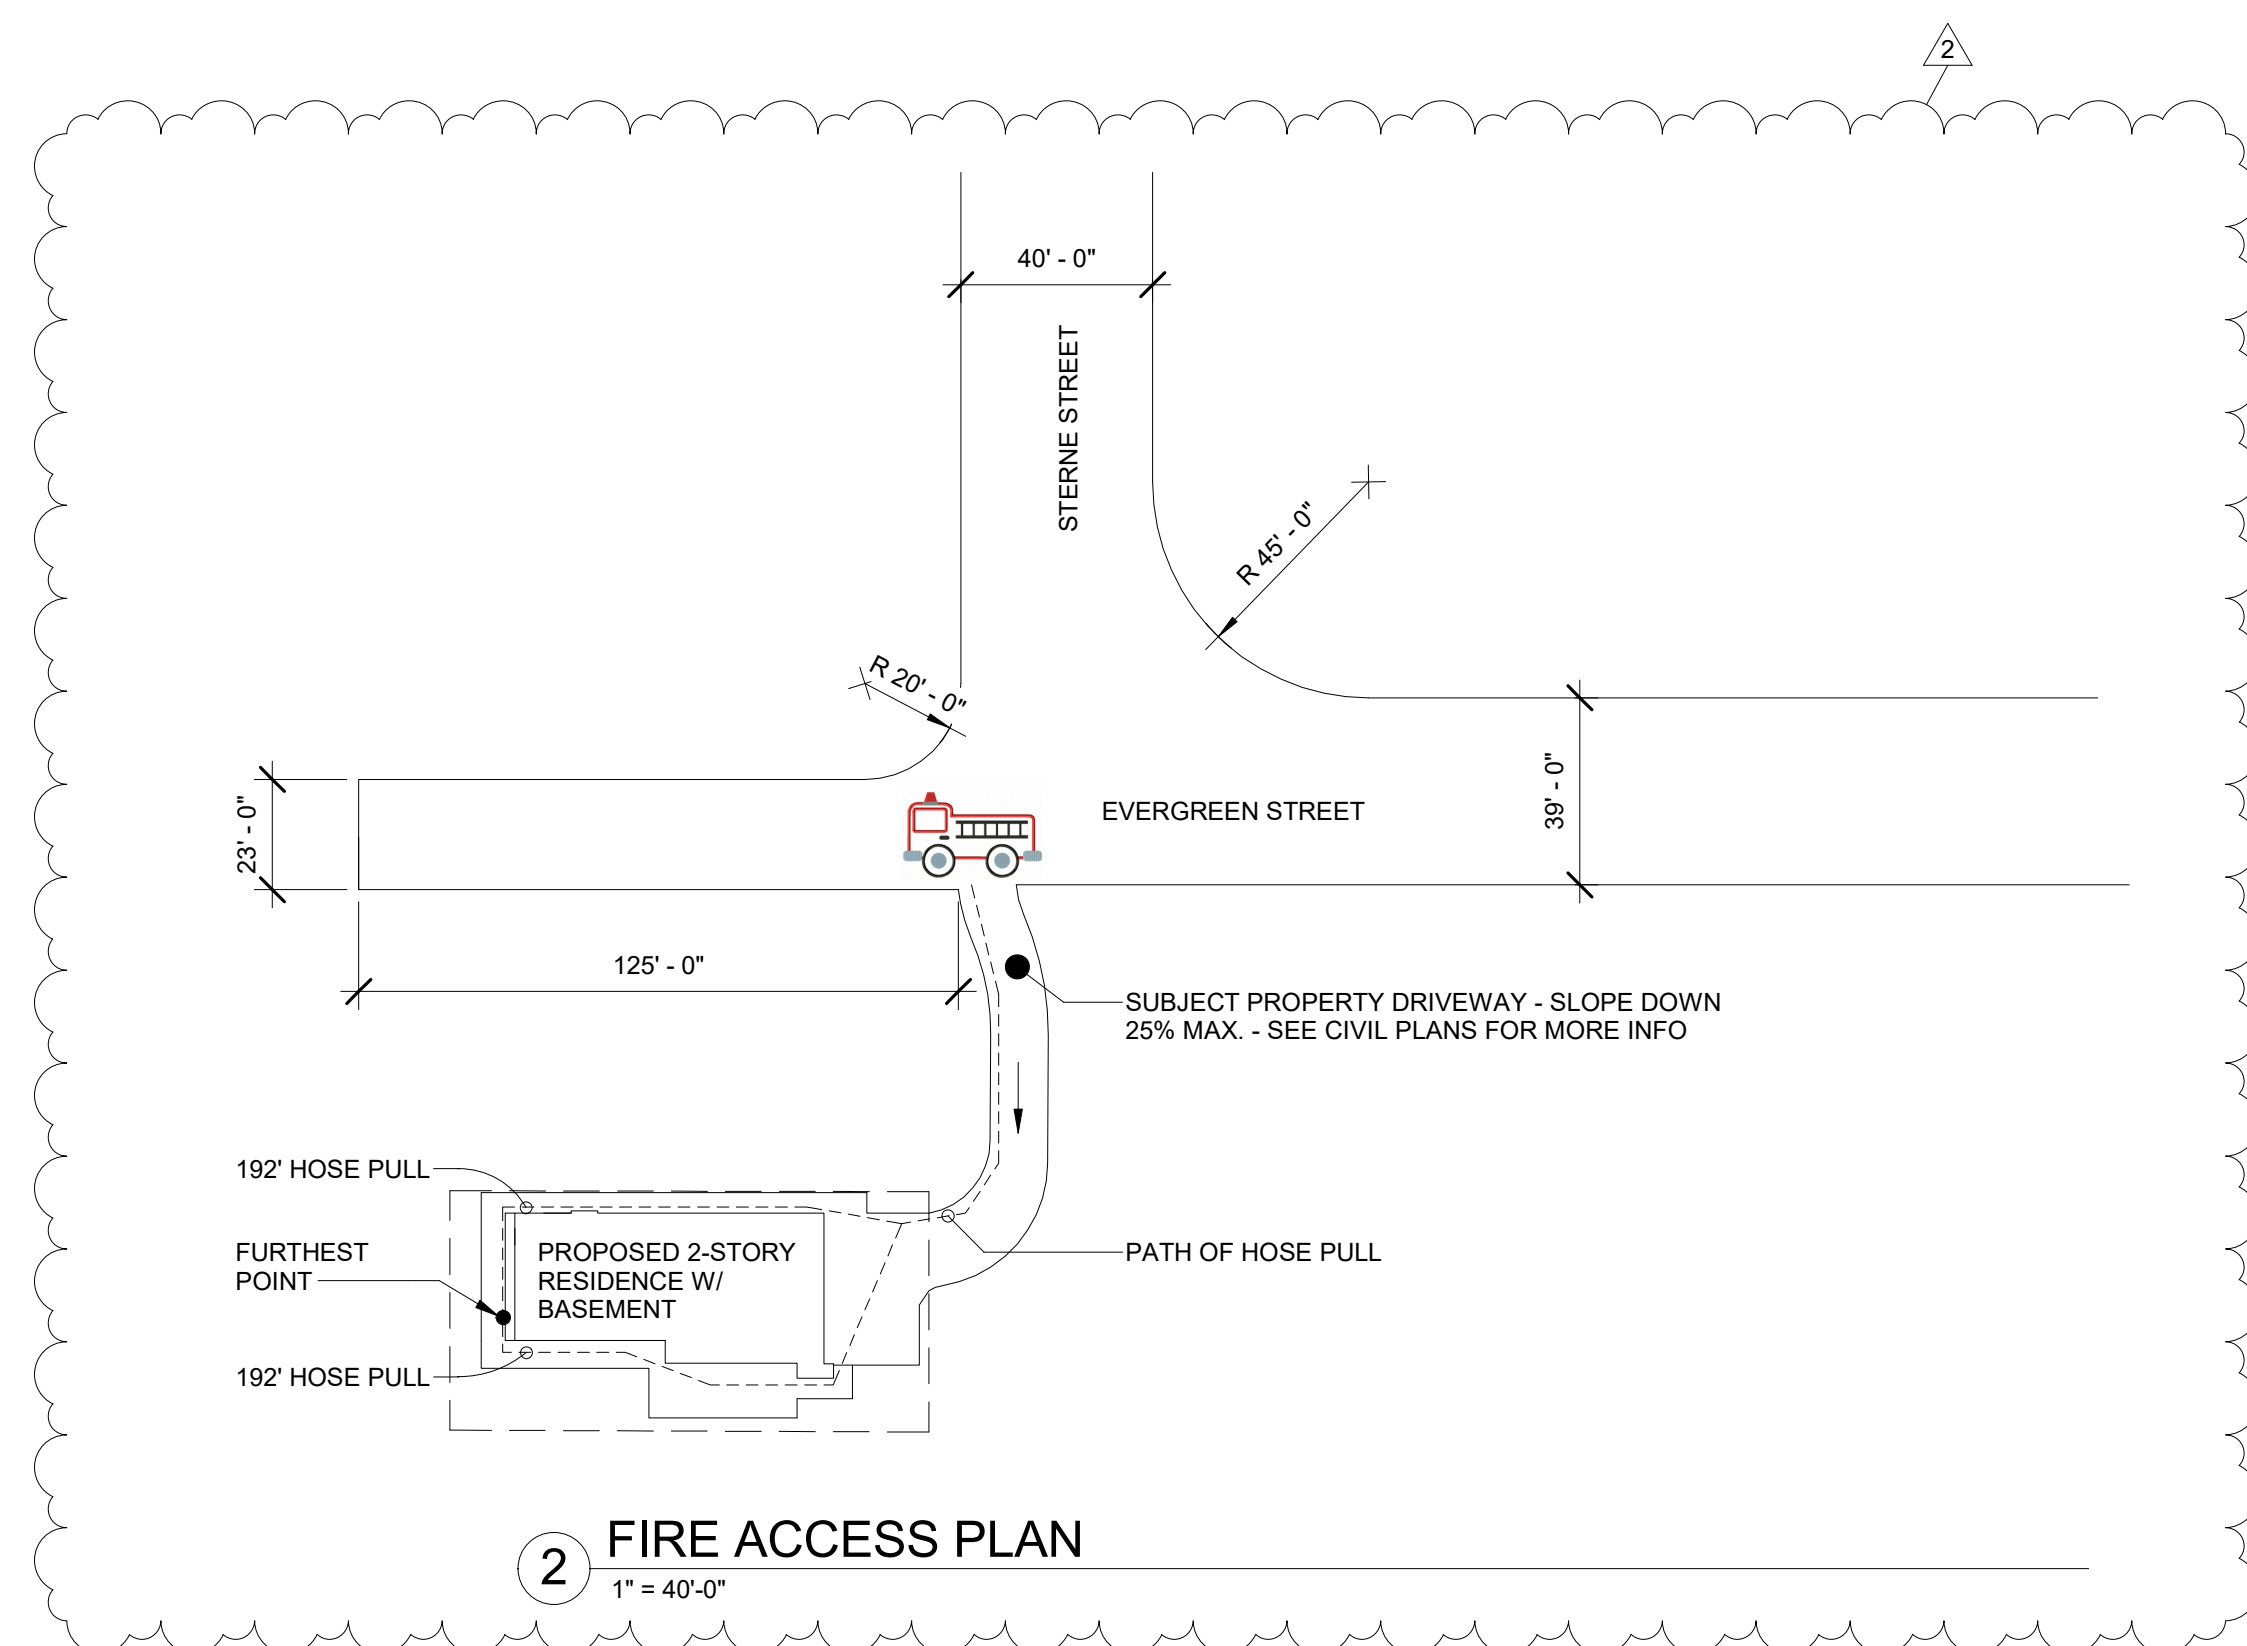 2
40' - 0"
STERNE STREET
R 45' - 0"
R 20' - 0"
23' - 0"
EVERGREEN STREET
39' - 0"
125' - 0"
SUBJECT PROPERTY DRIVEWAY - SLOPE DOWN
25% MAX. - SEE CIVIL PLANS FOR MORE INFO
192' HOSE PULL
FURTHEST
POINT
PROPOSED 2-STORY
RESIDENCE W/
BASEMENT
PATH OF HOSE PULL
192' HOSE PULL
2
FIRE ACCESS PLAN
1" = 40'-0"